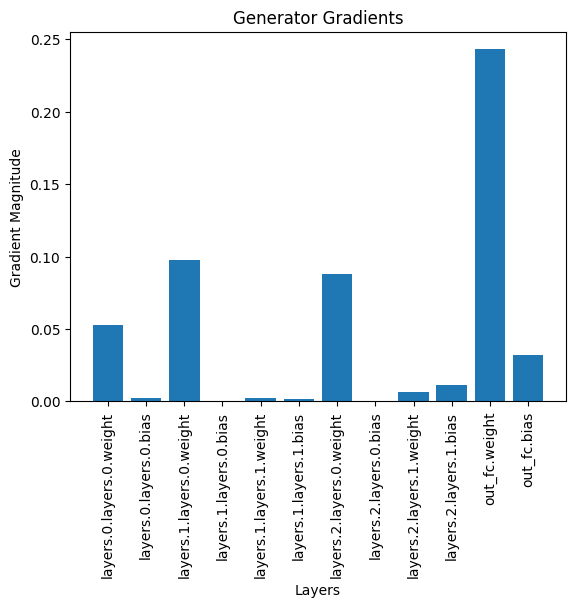 Generator Gradients
Gradient Magnitude
0.25
0.20
0.15
0.10
0.05
0.00
layers.0.layers.0.weight
layers.0.layers.0.bias
layers.1.layers.0.weight
layers.1.layers.0.bias
layers.1.layers.1.weight
layers.1.layers.1.bias
layers.2.layers.0.weight
layers.2.layers.0.bias
layers.2.layers.1.weight
layers.2.layers.1.bias
out_fc.weight
out_fc.bias
Layers